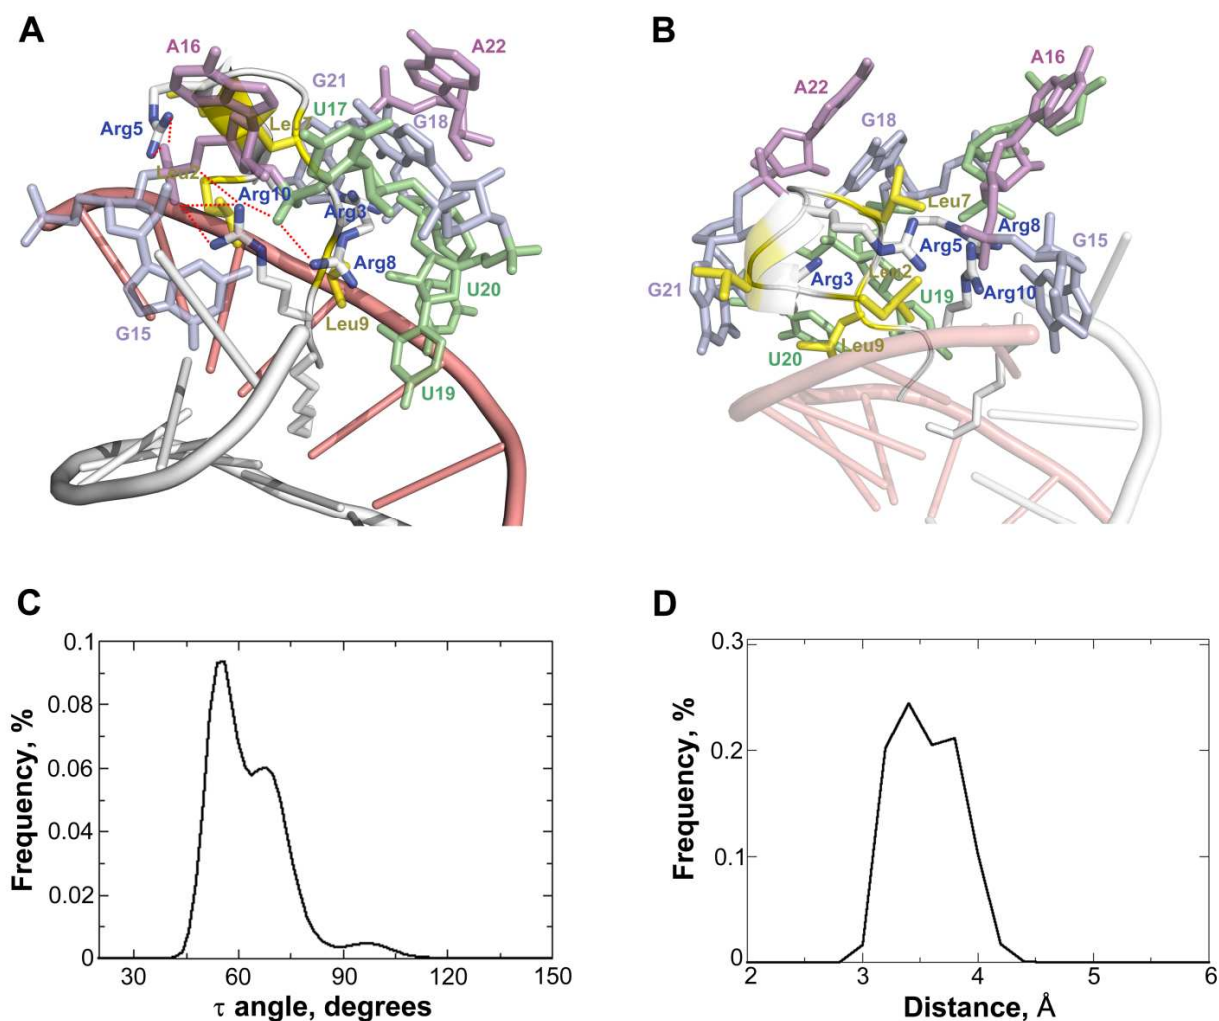 A
A16
A22
G21
U17
Arg5
Leu7
G18
Leu2
Arg10
Arg3
Arg8
U20
G15
Leu9
U19
B
A16
A22
G18
Leu7
Arg8
G15
Arg5
Arg3
Leu2
G21
U19
Arg10
U20
Leu9
C
0.1
0.08
0.06
0.04
0.02
0
30 60 90 120 150
Frequency, %
τ angle, degrees
D
0.3
0.2
0.1
0
2 3 4 5 6
Frequency, %
Distance, Å